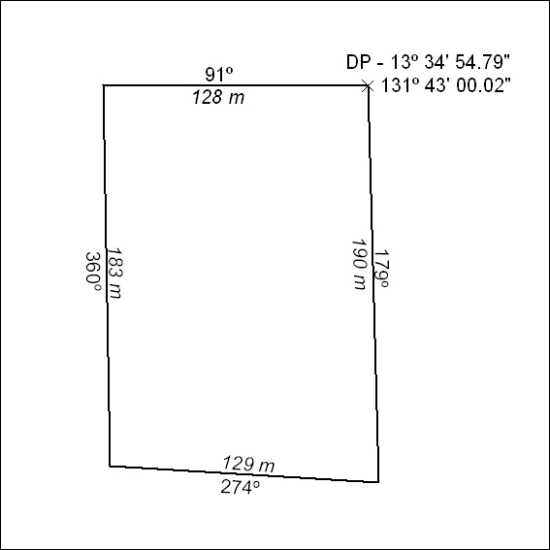 DP - 13º 34' 54.79"
131º 43' 00.02"
91º
128 m
183 m
360º
190 m
179º
129 m
274º